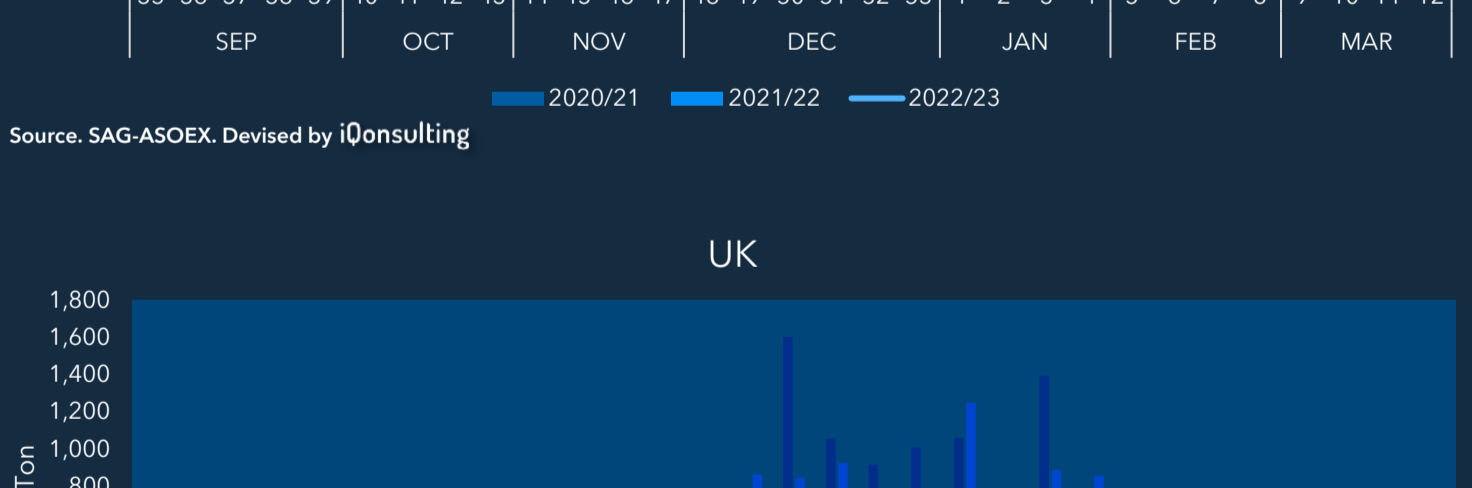 SEP OCT NOV DEC JAN FEB MAR
2020/21 2021/22 2022/23
Source. SAG-ASOEX. Devised by iQonsulting
UK
1,800
1,600
1,400
1,200
1,000
800
Ton